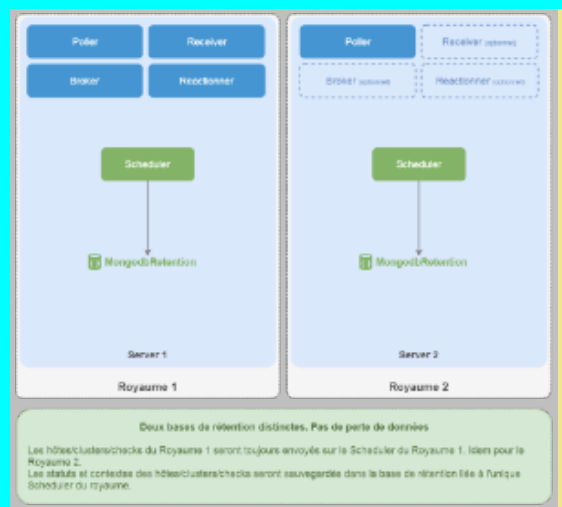 Poller
Receiver
Broker
Reactionner
Scheduler
MongodbRetention
Server 1
Royaume 1
Poller
Receiver (optionnel)
Broker (optionnel)
Reactionner (optionnel)
Scheduler
MongodbRetention
Server 2
Royaume 2
Deux bases de rétention distinctes. Pas de perte de données
Les hôtes/clusters/checks du Royaume 1 seront toujours envoyés sur le Scheduler du Royaume 1. Idem pour le
Royaume 2.
Les statuts et contextes des hôtes/clusters/checks seront sauvegardés dans la base de rétention liée à l'unique
Scheduler du royaume.